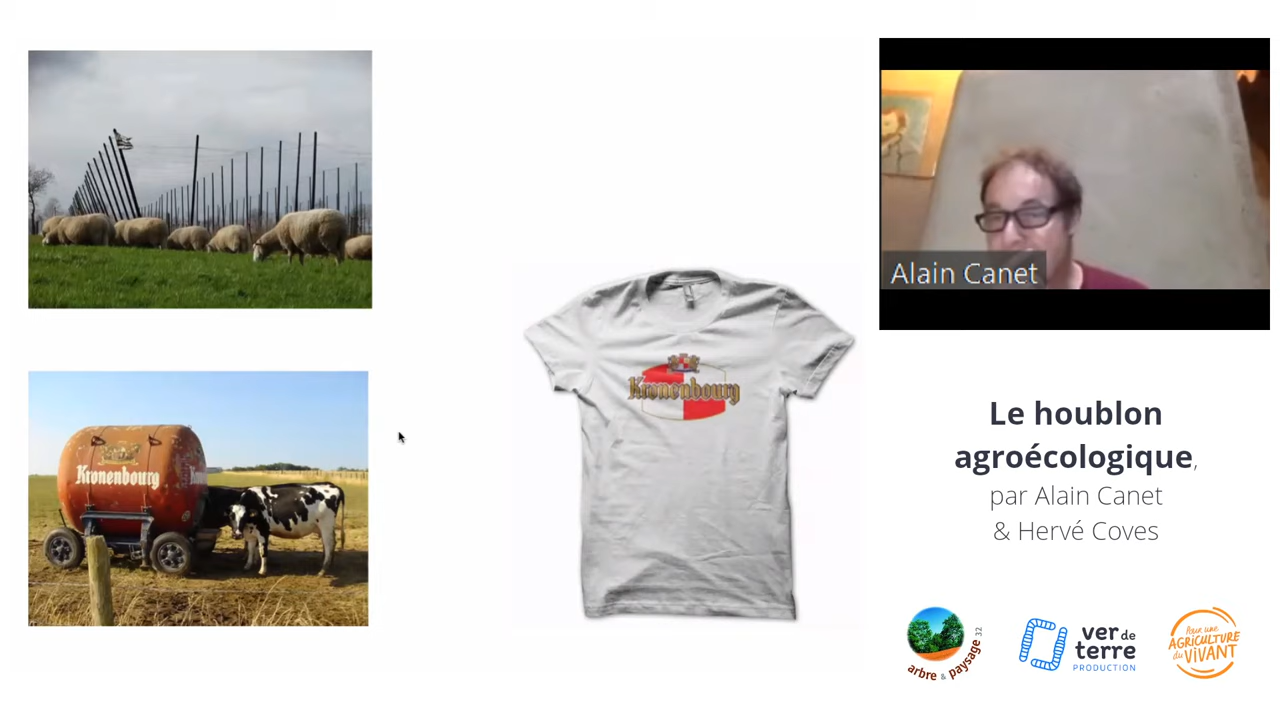 Kronenbourg
Kronenbourg
Alain Canet
Le houblon
agroécologique,
par Alain Canet
& Hervé Coves
arbre & paysage 32
ver de
terre
PRODUCTION
Pour une
AGRICULTURE
du VIVANT